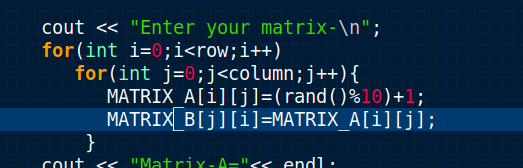 cout << "Enter your matrix-\n";
for(int i=0;i<row;i++)
for(int j=0;j<column;j++){
MATRIX_A[i][j]=(rand()%10)+1;
MATRIX_B[j][i]=MATRIX_A[i][j];
}
cout << "Matrix-A="<< endl;